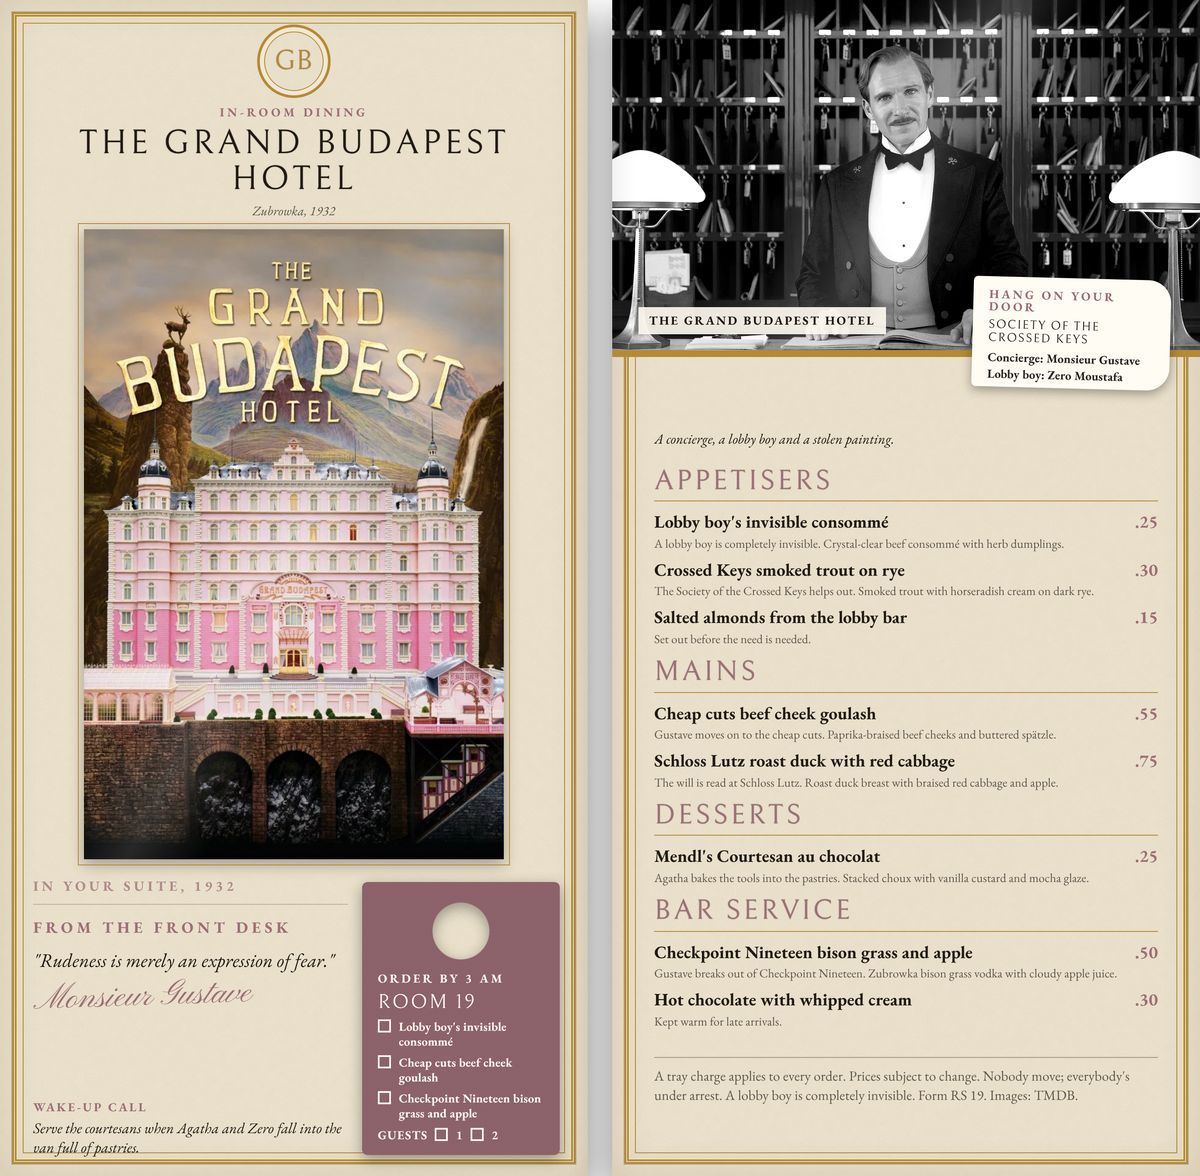 GB
IN-ROOM DINING
THE GRAND BUDAPEST
HOTEL
Zubrowka, 1932
THE
GRAND
BUDAPEST
HOTEL
GRAND BUDAPEST
IN YOUR SUITE, 1932
FROM THE FRONT DESK
"Rudeness is merely an expression of fear."
Monsieur Gustave
WAKE-UP CALL
Serve the courtesans when Agatha and Zero fall into the
van full of pastries.
ORDER BY 3 AM
ROOM 19
Lobby boy's invisible
consommé
Cheap cuts beef cheek
goulash
Checkpoint Nineteen bison
grass and apple
GUESTS 1 2
THE GRAND BUDAPEST HOTEL
HANG ON YOUR
DOOR
SOCIETY OF THE
CROSSED KEYS
Concierge: Monsieur Gustave
Lobby boy: Zero Moustafa
A concierge, a lobby boy and a stolen painting.
APPETISERS
Lobby boy's invisible consommé .25
A lobby boy is completely invisible. Crystal-clear beef consommé with herb dumplings.
Crossed Keys smoked trout on rye .30
The Society of the Crossed Keys helps out. Smoked trout with horseradish cream on dark rye.
Salted almonds from the lobby bar .15
Set out before the need is needed.
MAINS
Cheap cuts beef cheek goulash .55
Gustave moves on to the cheap cuts. Paprika-braised beef cheeks and buttered spätzle.
Schloss Lutz roast duck with red cabbage .75
The will is read at Schloss Lutz. Roast duck breast with braised red cabbage and apple.
DESSERTS
Mendl's Courtesan au chocolat .25
Agatha bakes the tools into the pastries. Stacked choux with vanilla custard and mocha glaze.
BAR SERVICE
Checkpoint Nineteen bison grass and apple .50
Gustave breaks out of Checkpoint Nineteen. Zubrowka bison grass vodka with cloudy apple juice.
Hot chocolate with whipped cream .30
Kept warm for late arrivals.
A tray charge applies to every order. Prices subject to change. Nobody move; everybody's
under arrest. A lobby boy is completely invisible. Form RS 19. Images: TMDB.